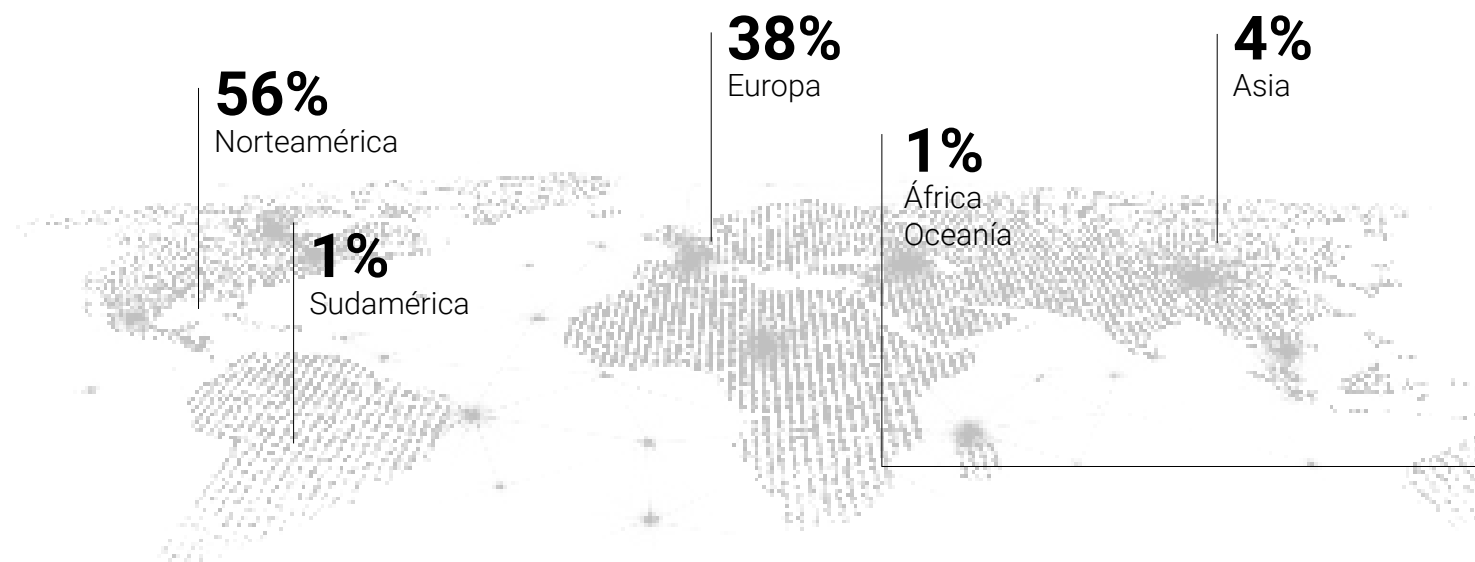 56%
Norteamérica
1%
Sudamérica
38%
Europa
1%
África
Oceanía
4%
Asia